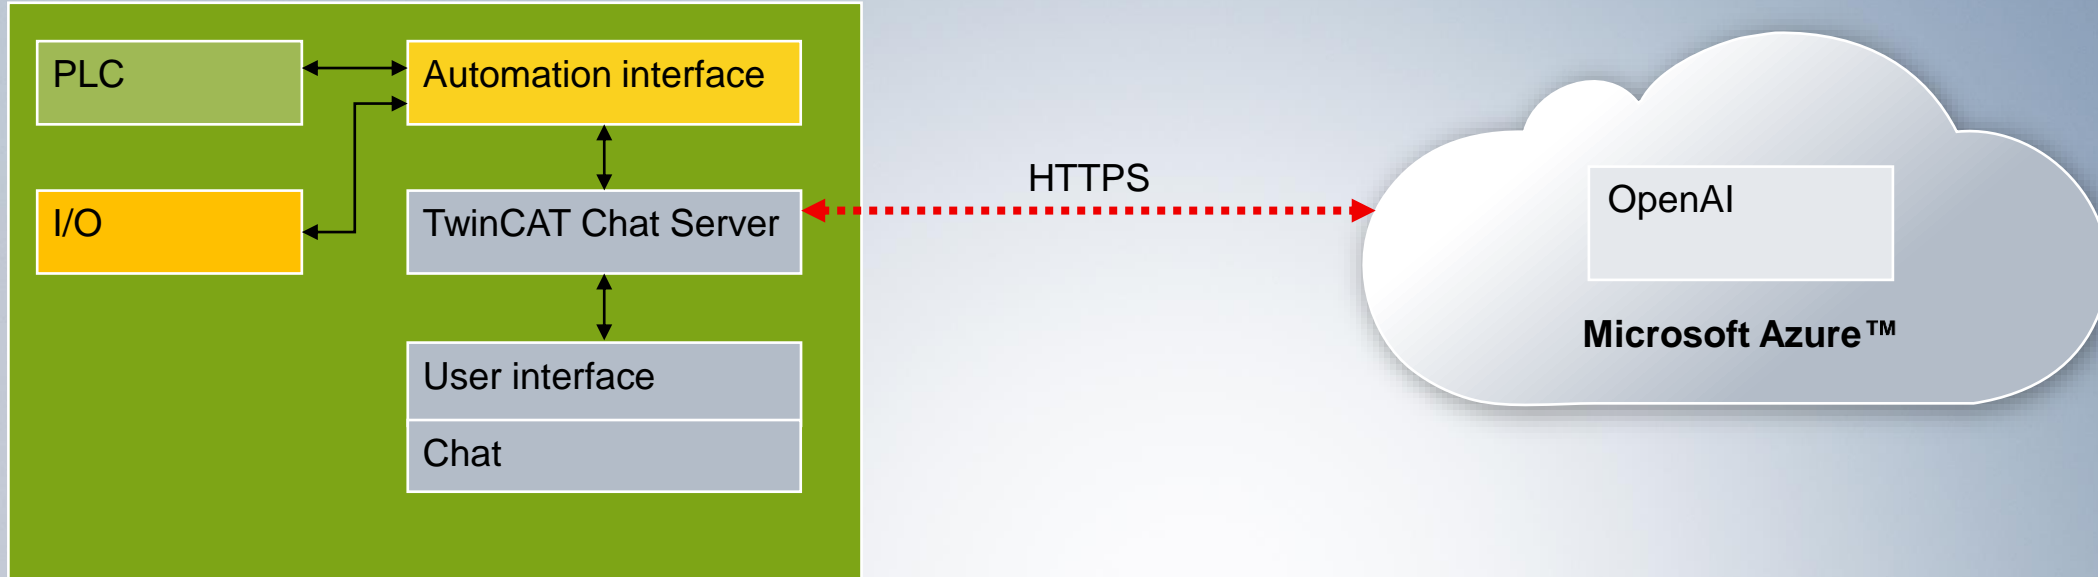 PLC
Automation interface
HTTPS
I/O
TwinCAT Chat Server
OpenAI
Microsoft Azure™
User interface
Chat